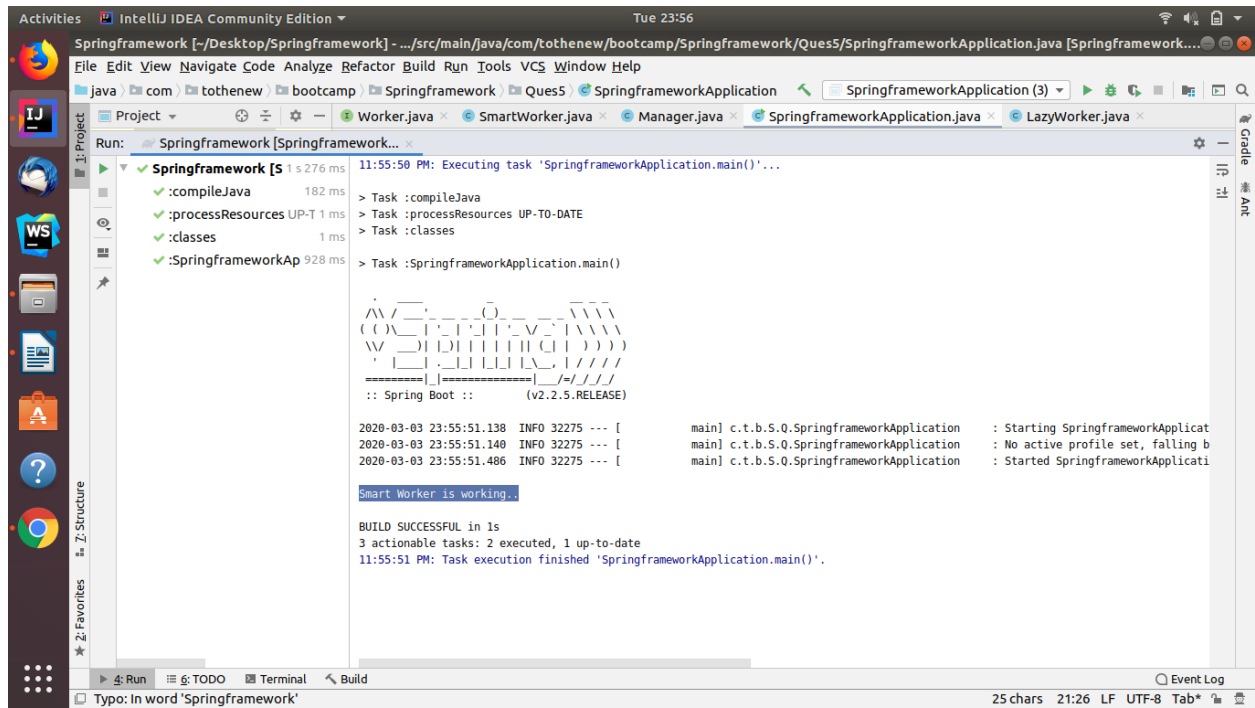 Activities IntelliJ IDEA Community Edition Tue 23:56
Springframework [~/Desktop/Springframework] - .../src/main/java/com/tothenew/bootcamp/Springframework/Ques5/SpringframeworkApplication.java [Springframework....
File Edit View Navigate Code Analyze Refactor Build Run Tools VCS Window Help
java com tothenew bootcamp Springframework Ques5 SpringframeworkApplication SpringframeworkApplication (3)
1: Project
Project Worker.java SmartWorker.java Manager.java SpringframeworkApplication.java LazyWorker.java
Gradle
Ant
Run: Springframework [Springframework...
Springframework [S 1 s 276 ms
:compileJava 182 ms
:processResources UP-T 1 ms
:classes 1 ms
:SpringframeworkAp 928 ms
11:55:50 PM: Executing task 'SpringframeworkApplication.main()'...
> Task :compileJava
> Task :processResources UP-TO-DATE
> Task :classes
> Task :SpringframeworkApplication.main()
Spring
:: Spring Boot :: (v2.2.5.RELEASE)
2020-03-03 23:55:51.138 INFO 32275 --- [ main] c.t.b.S.Q.SpringframeworkApplication : Starting SpringframeworkApplicat
2020-03-03 23:55:51.140 INFO 32275 --- [ main] c.t.b.S.Q.SpringframeworkApplication : No active profile set, falling b
2020-03-03 23:55:51.486 INFO 32275 --- [ main] c.t.b.S.Q.SpringframeworkApplication : Started SpringframeworkApplicati
Smart Worker is working..
BUILD SUCCESSFUL in 1s
3 actionable tasks: 2 executed, 1 up-to-date
11:55:51 PM: Task execution finished 'SpringframeworkApplication.main()'.
WS
Z: Structure
2: Favorites
4: Run 6: TODO Terminal Build Event Log
Typo: In word 'Springframework' 25 chars 21:26 LF UTF-8 Tab*